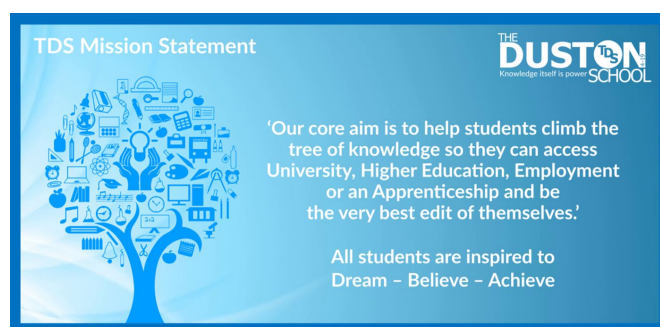 TDS Mission Statement
THE
DUSTON
TDS
Knowledge itself is power
SCHOOL
'Our core aim is to help students climb the
tree of knowledge so they can access
University, Higher Education, Employment
or an Apprenticeship and be
the very best edit of themselves.'
All students are inspired to
Dream – Believe – Achieve